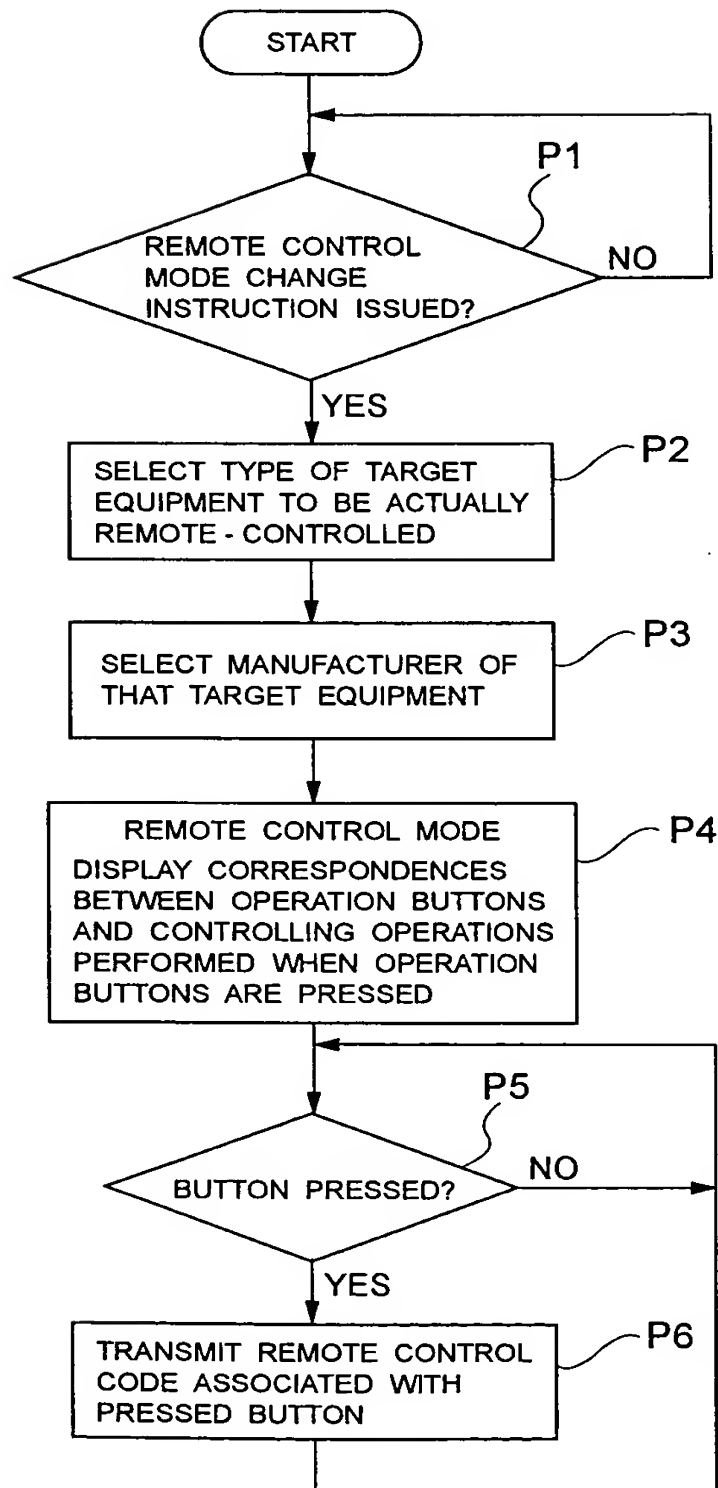 START
P1
REMOTE CONTROL
MODE CHANGE
INSTRUCTION ISSUED?
NO
YES
P2
SELECT TYPE OF TARGET
EQUIPMENT TO BE ACTUALLY
REMOTE - CONTROLLED
P3
SELECT MANUFACTURER OF
THAT TARGET EQUIPMENT
P4
REMOTE CONTROL MODE
DISPLAY CORRESPONDENCES
BETWEEN OPERATION BUTTONS
AND CONTROLLING OPERATIONS
PERFORMED WHEN OPERATION
BUTTONS ARE PRESSED
P5
BUTTON PRESSED?
NO
YES
P6
TRANSMIT REMOTE CONTROL
CODE ASSOCIATED WITH
PRESSED BUTTON